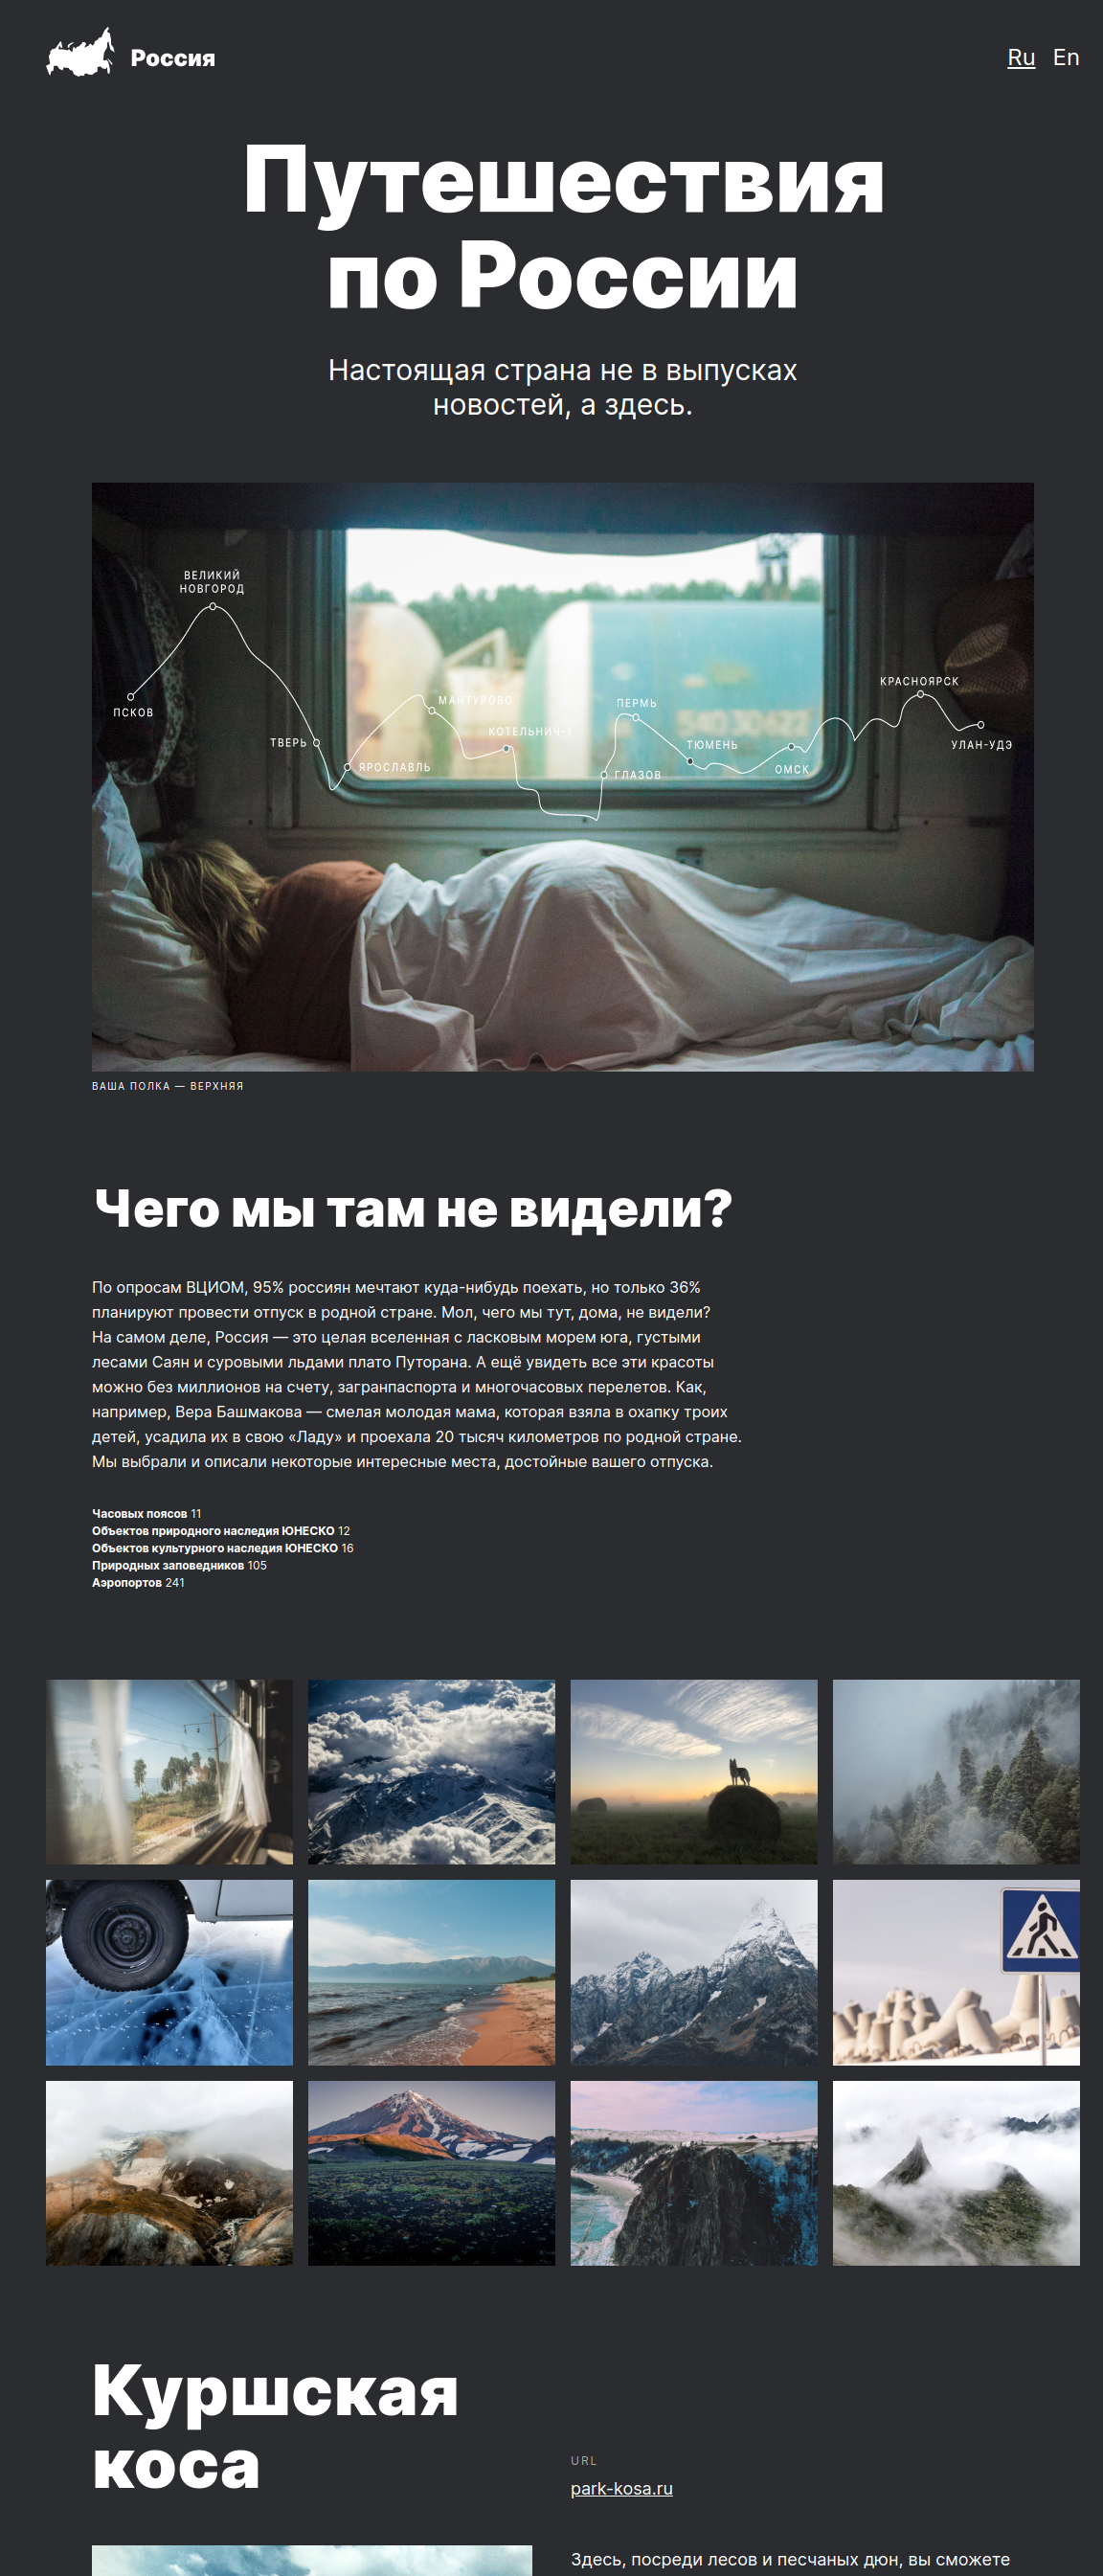 Россия
Ru En
Путешествия
по России
Настоящая страна не в выпусках
новостей, а здесь.
ВЕЛИКИЙ
НОВГОРОД
ПСКОВ
ТВЕРЬ
ЯРОСЛАВЛЬ
МАНТУРОВО
КОТЕЛЬНИЧ-1
ГЛАЗОВ
ПЕРМЬ
ТЮМЕНЬ
ОМСК
КРАСНОЯРСК
УЛАН-УДЭ
ВАША ПОЛКА — ВЕРХНЯЯ
Чего мы там не видели?
По опросам ВЦИОМ, 95% россиян мечтают куда-нибудь поехать, но только 36%
планируют провести отпуск в родной стране. Мол, чего мы тут, дома, не видели?
На самом деле, Россия — это целая вселенная с ласковым морем юга, густыми
лесами Саян и суровыми льдами плато Путорана. А ещё увидеть все эти красоты
можно без миллионов на счету, загранпаспорта и многочасовых перелетов. Как,
например, Вера Башмакова — смелая молодая мама, которая взяла в охапку троих
детей, усадила их в свою «Ладу» и проехала 20 тысяч километров по родной стране.
Мы выбрали и описали некоторые интересные места, достойные вашего отпуска.
Часовых поясов 11
Объектов природного наследия ЮНЕСКО 12
Объектов культурного наследия ЮНЕСКО 16
Природных заповедников 105
Аэропортов 241
Куршская
коса
URL
park-kosa.ru
Здесь, посреди лесов и песчаных дюн, вы сможете